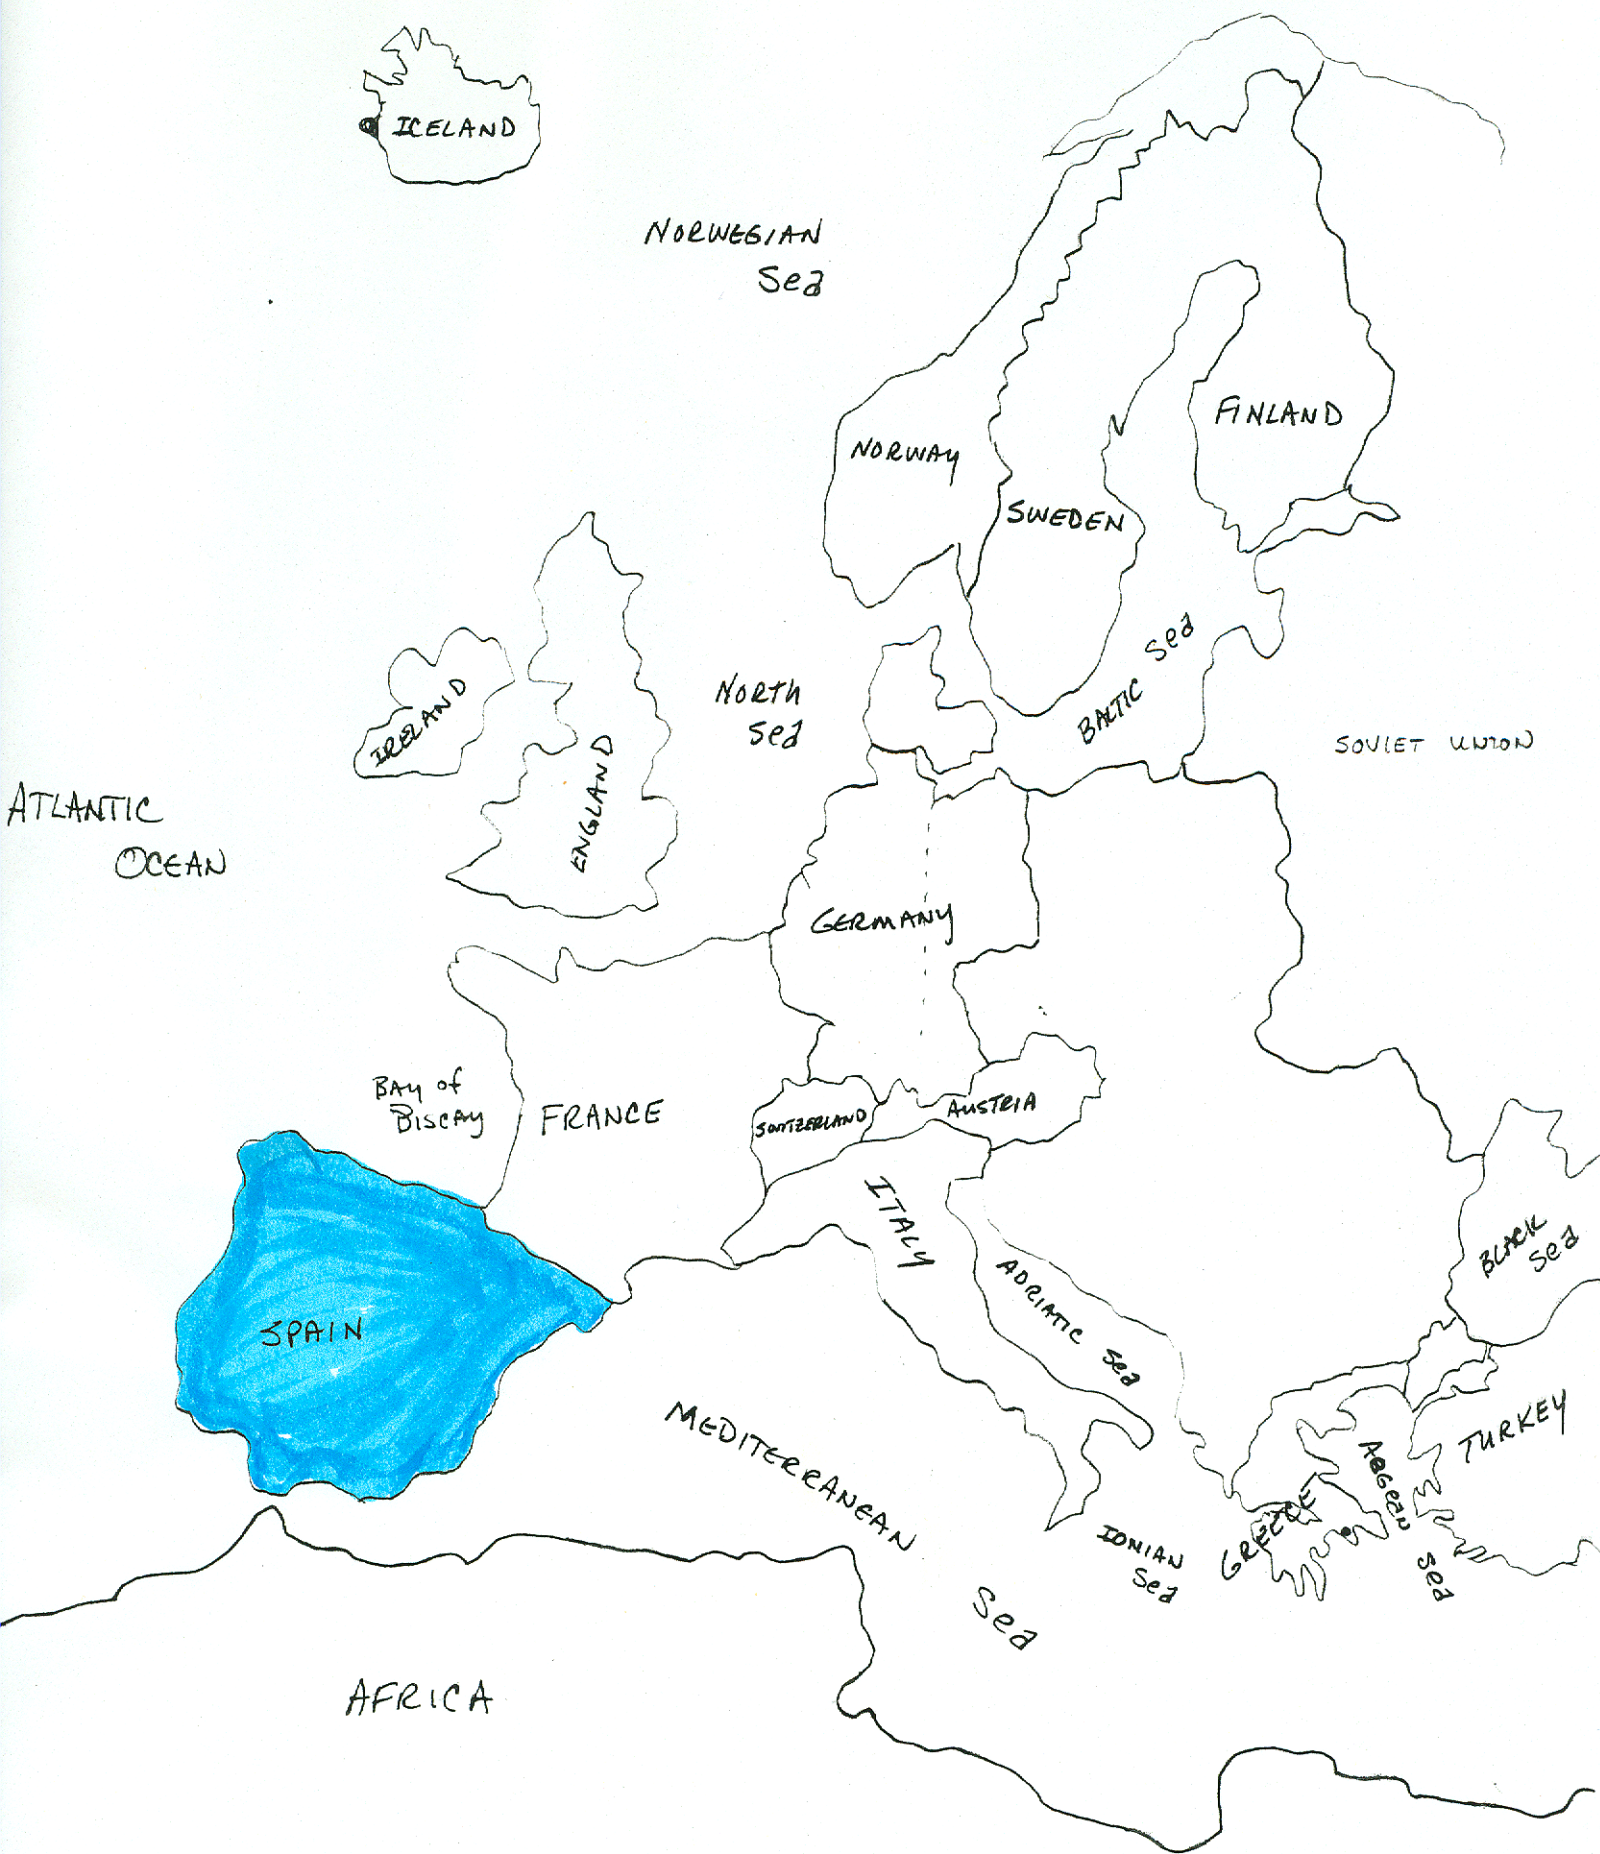 ICELAND
NORWEGIAN
Sea
FINLAND
NORWAY
SWEDEN
Baltic Sea
IRELAND
NORTH
Sea
SOVIET UNION
ENGLAND
ATLANTIC
OCEAN
GERMANY
BAY of
BISCAY
FRANCE
SWITZERLAND
AUSTRIA
ITALY
BLACK
Sea
SPAIN
ADRIATIC Sea
MEDITERRANEAN
Sea
TURKEY
AEGEAN
Sea
GREECE
IONIAN
Sea
AFRICA